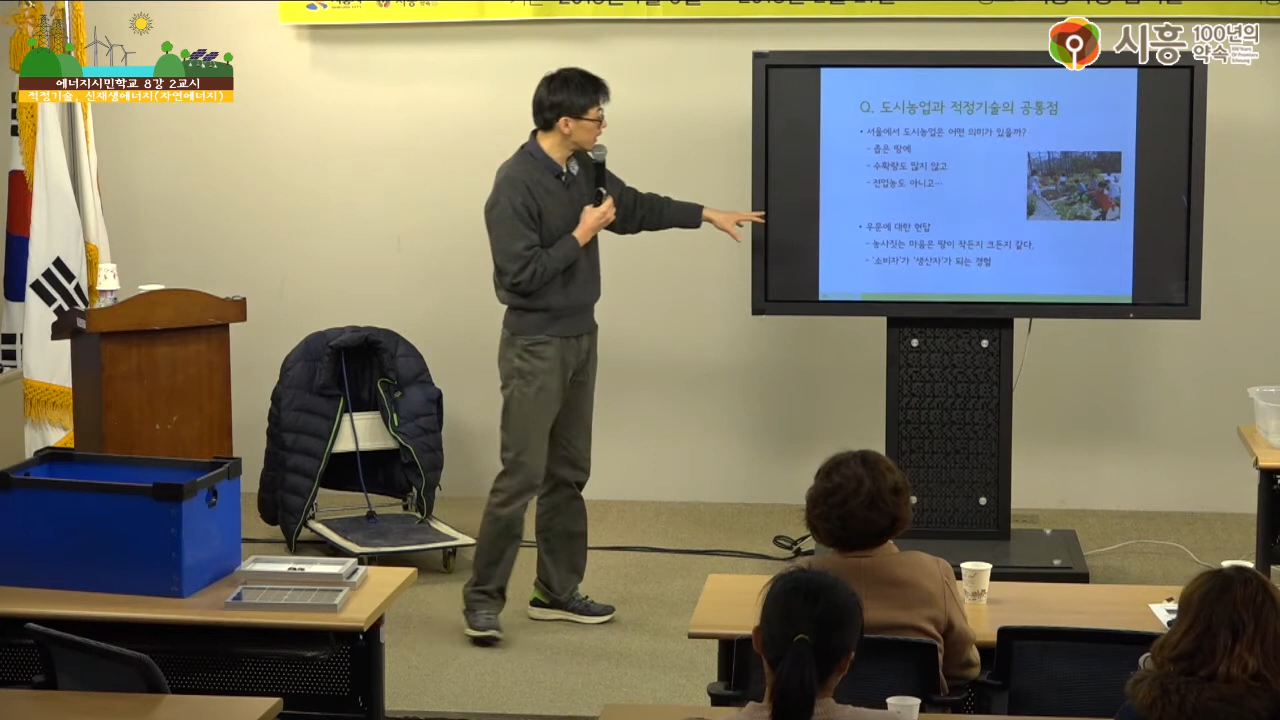 에너지시민학교 8강 2교시
적정기술, 신재생에너지(자연에너지)
시흥 100년의 약속
Q. 도시농업과 적정기술의 공통점
• 서울에서 도시농업은 어떤 의미가 있을까?
- 좁은 땅에
- 수확량도 많지 않고
- 전업농도 아니고…
• 우문에 대한 현답
- 농사짓는 마음은 땅이 작든지 크든지 같다.
- '소비자'가 '생산자'가 되는 경험